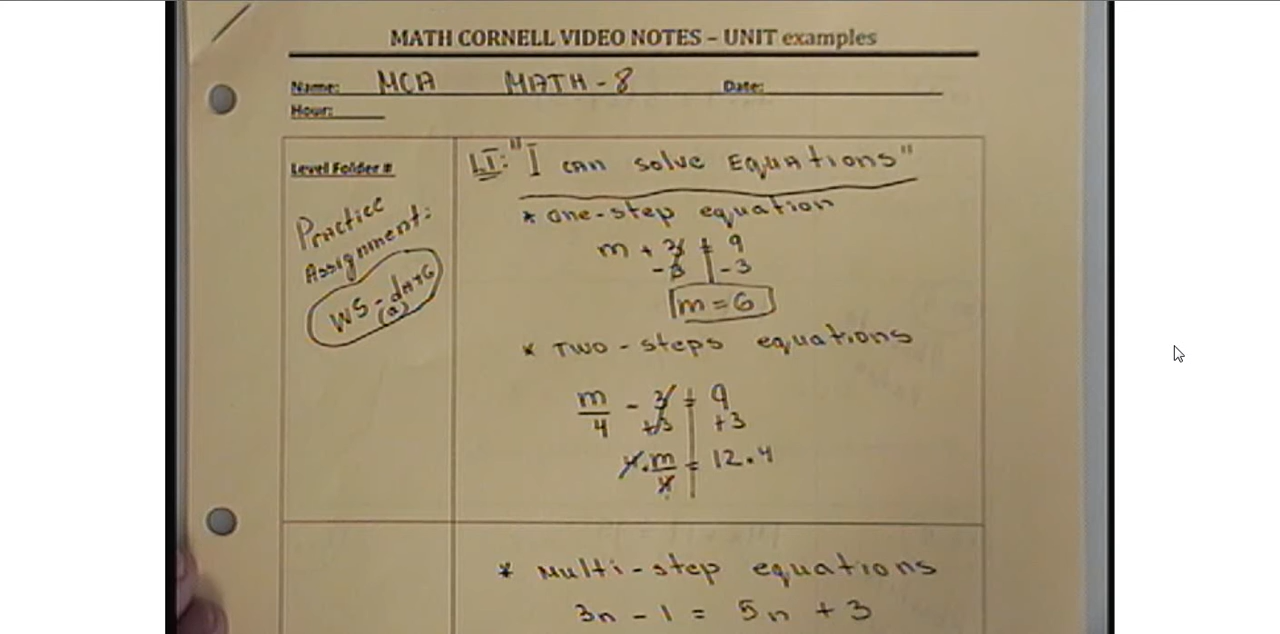 MATH CORNELL VIDEO NOTES – UNIT examples
Name: MCA MATH - 8 Date:
Hour:
Level Folder #
Practice
Assignment:
WS - 
(a)
LT: "I can solve Equations"
* one-step equation
m + 3 = 9
-3 | -3
m = 6
* Two-steps equations
m/4 - 3 = 9
+3 | +3
4 · m/4 = 12 · 4
* Multi-step equations
3n - 1 = 5n + 3